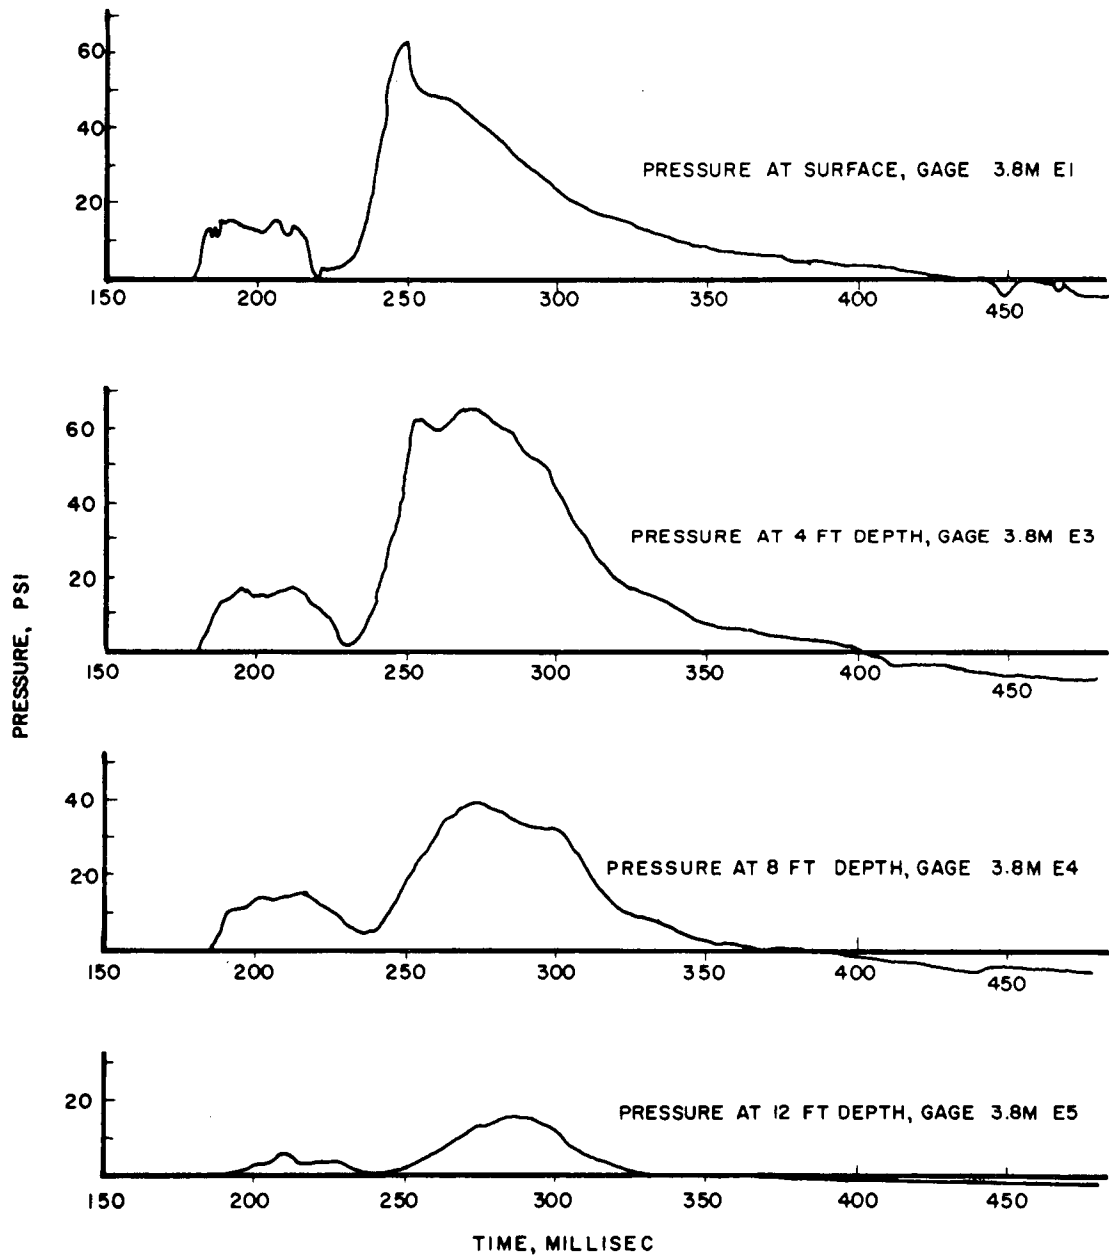 60
40
20
PRESSURE AT SURFACE, GAGE 3.8M E1
150 200 250 300 350 400 450
60
40
20
PRESSURE AT 4 FT DEPTH, GAGE 3.8M E3
150 200 250 300 350 400 450
PRESSURE, PSI
40
20
PRESSURE AT 8 FT DEPTH, GAGE 3.8M E4
150 200 250 300 350 400 450
20
PRESSURE AT 12 FT DEPTH, GAGE 3.8M E5
150 200 250 300 350 400 450
TIME, MILLISEC